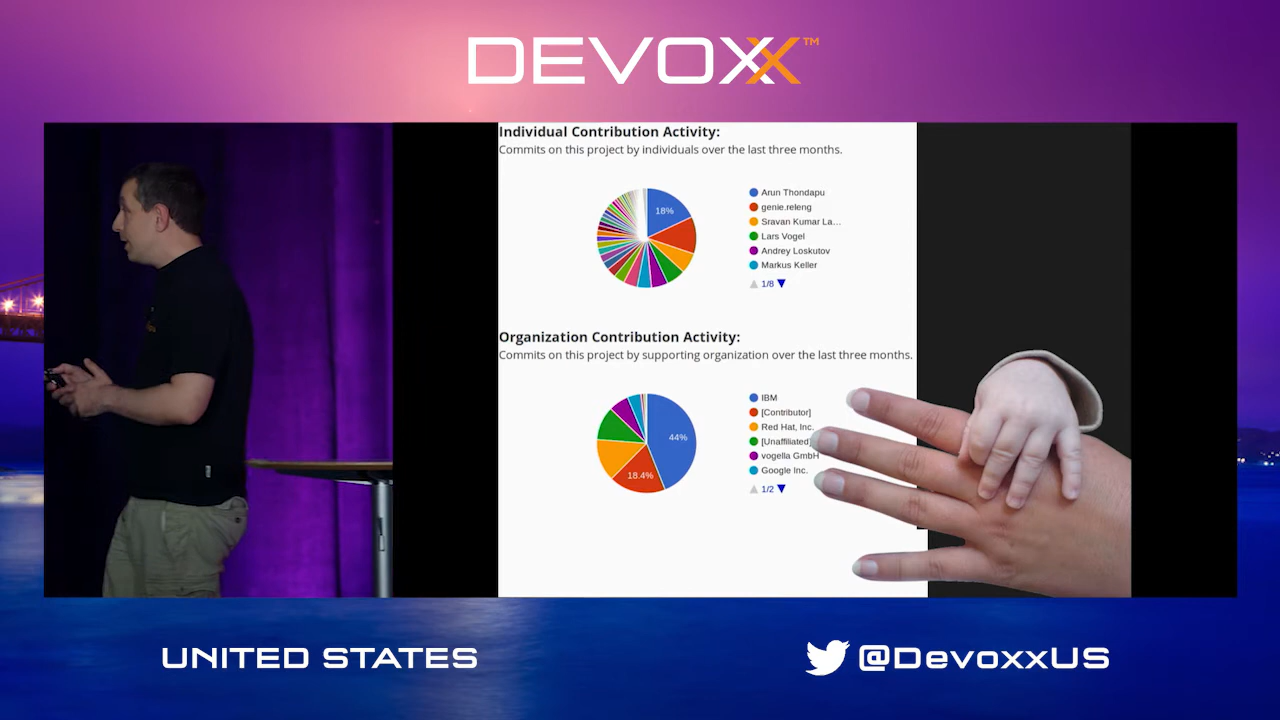 DEVOXX™
Individual Contribution Activity:
Commits on this project by individuals over the last three months.
18%
Arun Thondapu
genie.releng
Sravan Kumar La…
Lars Vogel
Andrey Loskutov
Markus Keller
1/8
Organization Contribution Activity:
Commits on this project by supporting organization over the last three months.
44%
18.4%
IBM
[Contributor]
Red Hat, Inc.
[Unaffiliated]
vogella GmbH
Google Inc.
1/2
UNITED STATES
@DevoxxUS